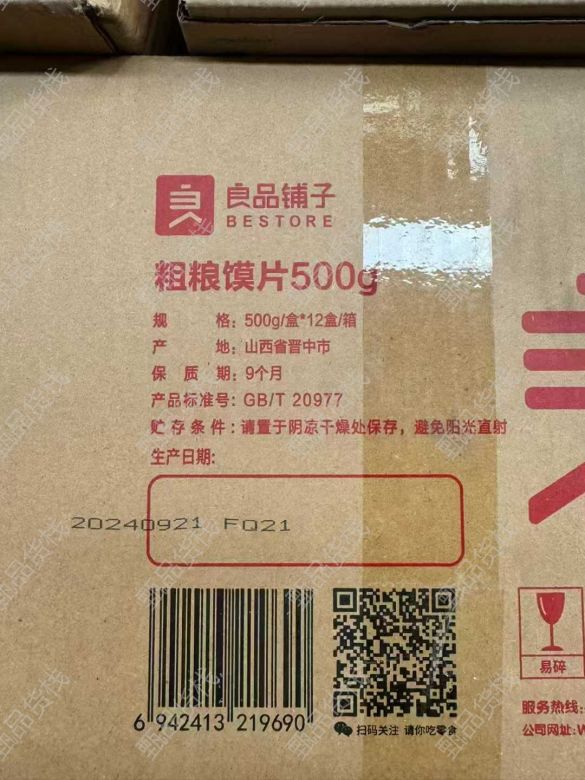 良品铺子
BESTORE
粗粮馍片500g
规 格: 500g/盒*12盒/箱
产 地: 山西省晋中市
保 质 期: 9个月
产品标准号: GB/T 20977
贮存条件: 请置于阴凉干燥处保存，避免阳光直射
生产日期:
20240921 FQ21
6 942413 219690
扫码关注 请你吃零食
易碎
服务热线:
公司网址: W